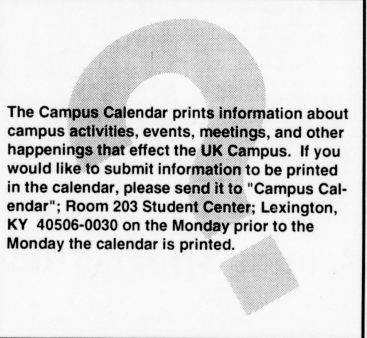 The Campus Calendar prints information about
campus activities, events, meetings, and other
happenings that effect the UK Campus. If you
would like to submit information to be printed
in the calendar, please send it to "Campus Cal-
endar"; Room 203 Student Center; Lexington,
KY 40506-0030 on the Monday prior to the
Monday the calendar is printed.